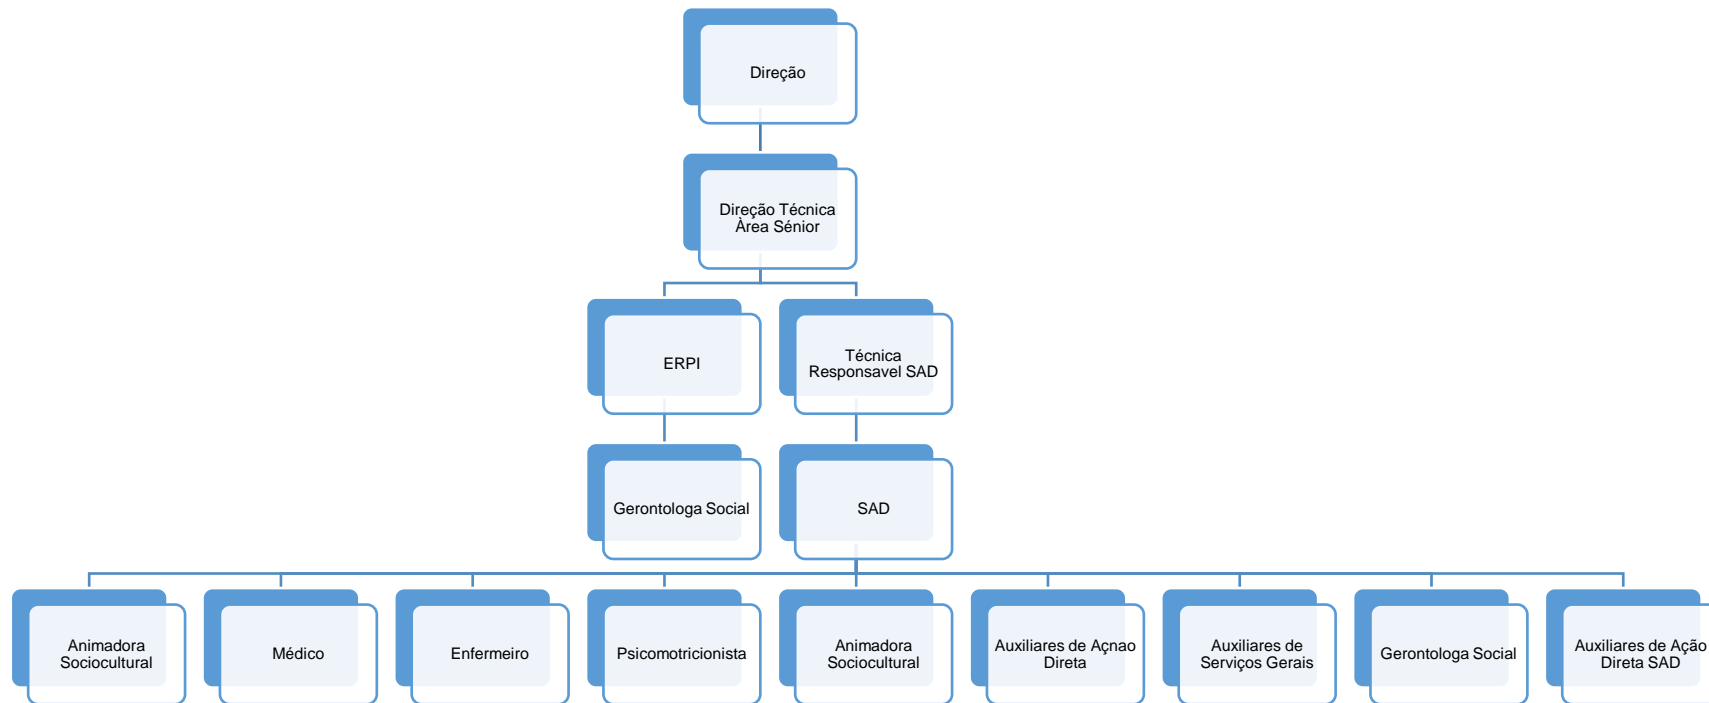 Direção
Direção Técnica
Àrea Sénior
ERPI
Técnica
Responsavel SAD
Gerontologa Social
SAD
Animadora
Sociocultural
Médico
Enfermeiro
Psicomotricionista
Animadora
Sociocultural
Auxiliares de Açnao
Direta
Auxiliares de
Serviços Gerais
Gerontologa Social
Auxiliares de Ação
Direta SAD